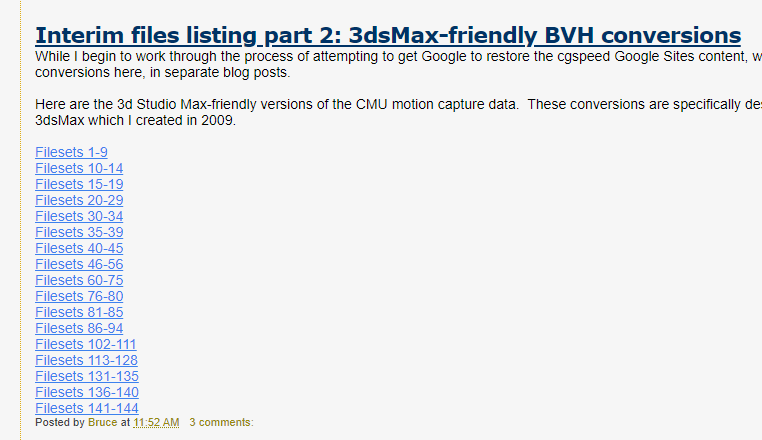 Interim files listing part 2: 3dsMax-friendly BVH conversions
While I begin to work through the process of attempting to get Google to restore the cgspeed Google Sites content, w
conversions here, in separate blog posts.
Here are the 3d Studio Max-friendly versions of the CMU motion capture data.  These conversions are specifically des
3dsMax which I created in 2009.
Filesets 1-9
Filesets 10-14
Filesets 15-19
Filesets 20-29
Filesets 30-34
Filesets 35-39
Filesets 40-45
Filesets 46-56
Filesets 60-75
Filesets 76-80
Filesets 81-85
Filesets 86-94
Filesets 102-111
Filesets 113-128
Filesets 131-135
Filesets 136-140
Filesets 141-144
Posted by Bruce at 11:52 AM 3 comments: